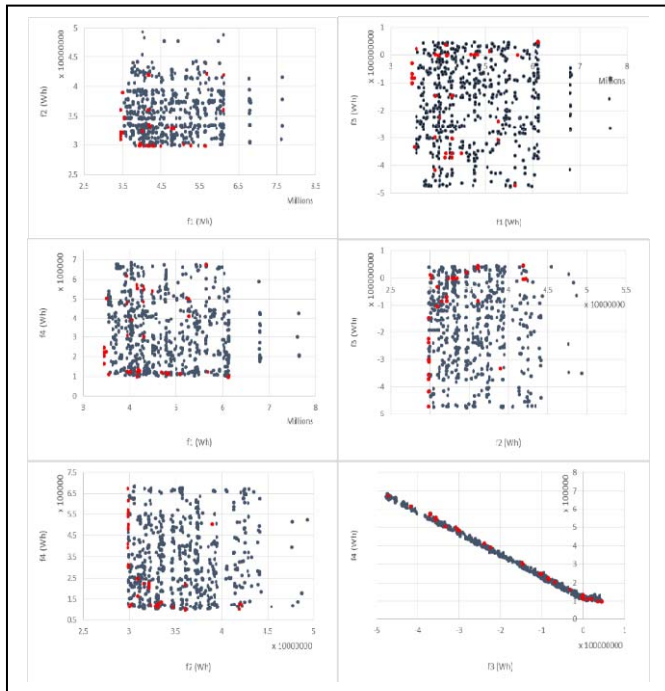 5
4.5
4
3.5
3
2.5
x 100000000
f2 (Wh)
2.5 3.5 4.5 5.5 6.5 7.5 8.5
Millions
f1 (Wh)
1
0
-1
-2
-3
-4
-5
x 100000000
f3 (Wh)
7 8
Millions
f1 (Wh)
7
6
5
4
3
2
1
0
x 100000
f4 (Wh)
3 4 5 6 7 8
Millions
f1 (Wh)
1
0
-1
-2
-3
-4
x 100000000
f3 (Wh)
2.5 3 3.5 4 4.5 5 5.5
x 10000000
f2 (Wh)
7.5
6.5
5.5
4.5
3.5
2.5
1.5
0.5
x 100000
f4 (Wh)
2.5 3 3.5 4 4.5 5
x 10000000
f2 (Wh)
8
7
6
5
4
3
2
1
0
x 100000
f4 (Wh)
-5 -4 -3 -2 -1 0 1
x 100000000
f3 (Wh)